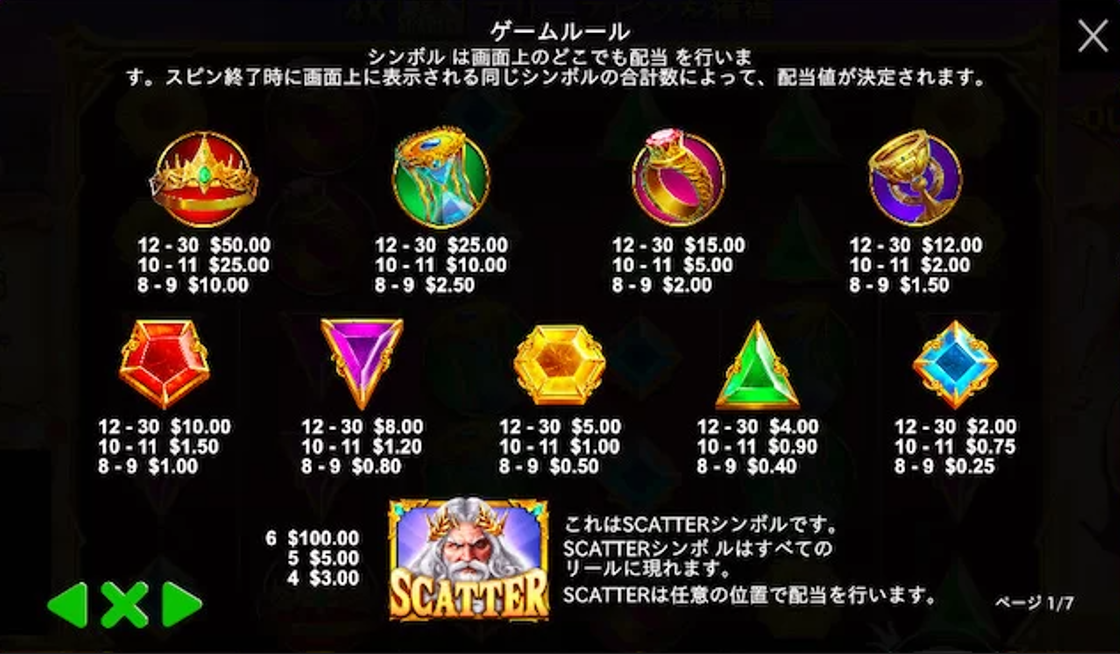 ゲームルール
シンボル は画面上のどこでも配当 を行いま
す。スピン終了時に画面上に表示される同じシンボルの合計数によって、配当値が決定されます。
12 - 30 $50.00
10 - 11 $25.00
8 - 9 $10.00
12 - 30 $25.00
10 - 11 $10.00
8 - 9 $2.50
12 - 30 $15.00
10 - 11 $5.00
8 - 9 $2.00
12 - 30 $12.00
10 - 11 $2.00
8 - 9 $1.50
12 - 30 $10.00
10 - 11 $1.50
8 - 9 $1.00
12 - 30 $8.00
10 - 11 $1.20
8 - 9 $0.80
12 - 30 $5.00
10 - 11 $1.00
8 - 9 $0.50
12 - 30 $4.00
10 - 11 $0.90
8 - 9 $0.40
12 - 30 $2.00
10 - 11 $0.75
8 - 9 $0.25
6 $100.00
5 $5.00
4 $3.00
SCATTER
これはSCATTERシンボルです。
SCATTERシンボ ルはすべての
リールに現れます。
SCATTERは任意の位置で配当を行います。
ページ 1/7